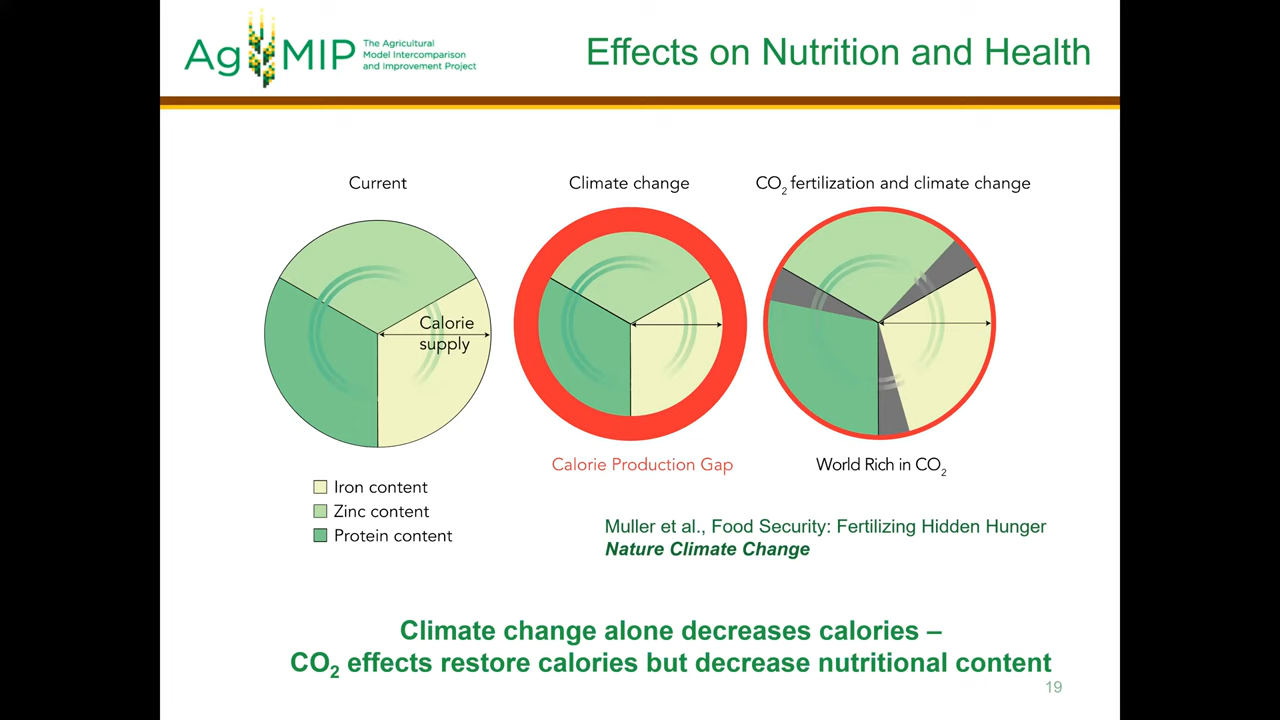 AgMIP
The Agricultural
Model Intercomparison
and Improvement Project
Effects on Nutrition and Health
Current
Climate change
CO₂ fertilization and climate change
Calorie
supply
Calorie Production Gap
World Rich in CO₂
Iron content
Zinc content
Protein content
Muller et al., Food Security: Fertilizing Hidden Hunger
Nature Climate Change
Climate change alone decreases calories –
CO₂ effects restore calories but decrease nutritional content
19